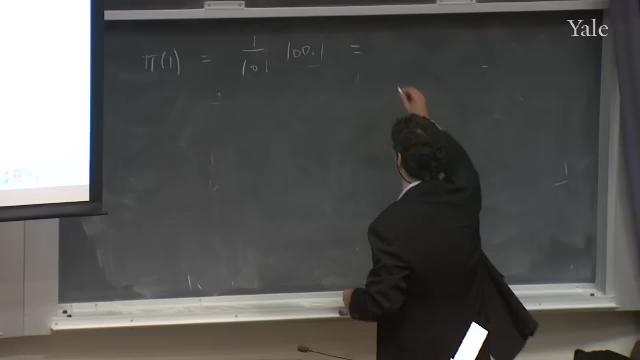 Yale
π(1) = 1/101 100.1 =